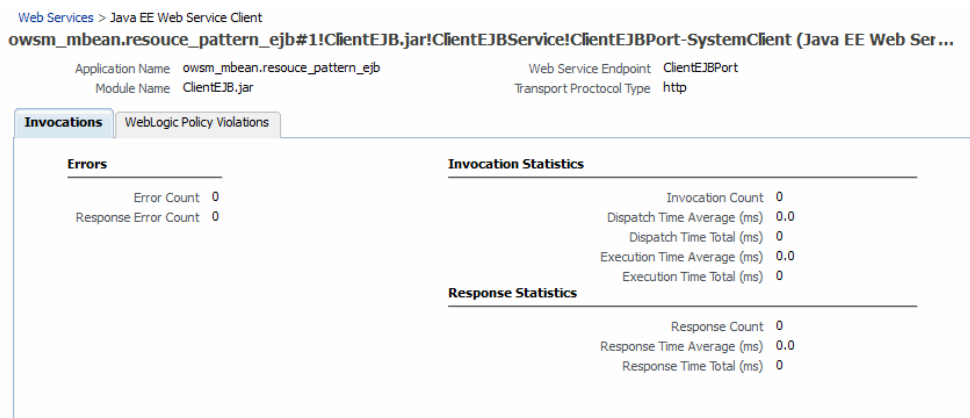 Web Services > Java EE Web Service Client
owsm_mbean.resouce_pattern_ejb#1!ClientEJB.jar!ClientEJBService!ClientEJBPort-SystemClient (Java EE Web Ser...
Application Name owsm_mbean.resouce_pattern_ejb
Web Service Endpoint ClientEJBPort
Module Name ClientEJB.jar
Transport Proctocol Type http
Invocations
WebLogic Policy Violations
Errors
Error Count 0
Response Error Count 0
Invocation Statistics
Invocation Count 0
Dispatch Time Average (ms) 0.0
Dispatch Time Total (ms) 0
Execution Time Average (ms) 0.0
Execution Time Total (ms) 0
Response Statistics
Response Count 0
Response Time Average (ms) 0.0
Response Time Total (ms) 0